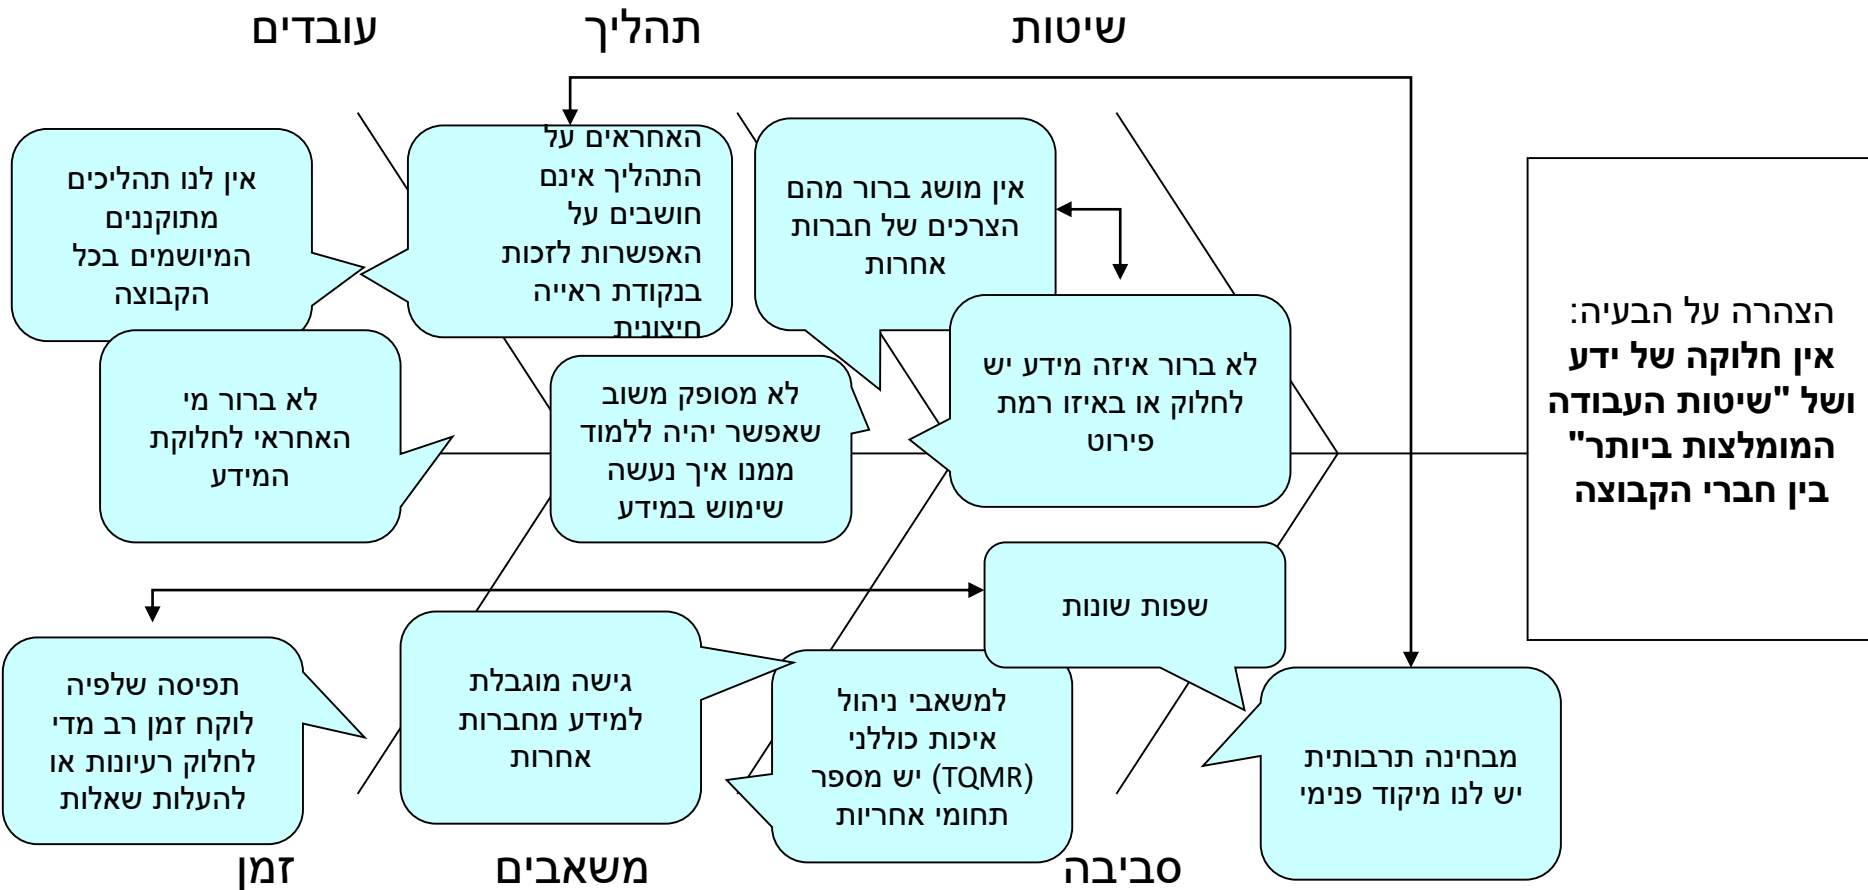 שיטות
תהליך
עובדים
האחראים על
התהליך אינם
חושבים על
האפשרות לזכות
בנקודת ראייה
חיצונית
אין מושג ברור מהם
הצרכים של חברות
אחרות
אין לנו תהליכים
מתוקננים
המיושמים בכל
הקבוצה
לא ברור איזה מידע יש
לחלוק או באיזו רמת
פירוט
לא מסופק משוב
שאפשר יהיה ללמוד
ממנו איך נעשה
שימוש במידע
לא ברור מי
האחראי לחלוקת
המידע
הצהרה על הבעיה:
אין חלוקה של ידע
ושל "שיטות העבודה
המומלצות ביותר"
בין חברי הקבוצה
שפות שונות
מבחינה תרבותית
יש לנו מיקוד פנימי
למשאבי ניהול
איכות כוללני
(TQMR) יש מספר
תחומי אחריות
גישה מוגבלת
למידע מחברות
אחרות
תפיסה שלפיה
לוקח זמן רב מדי
לחלוק רעיונות או
להעלות שאלות
סביבה
משאבים
זמן